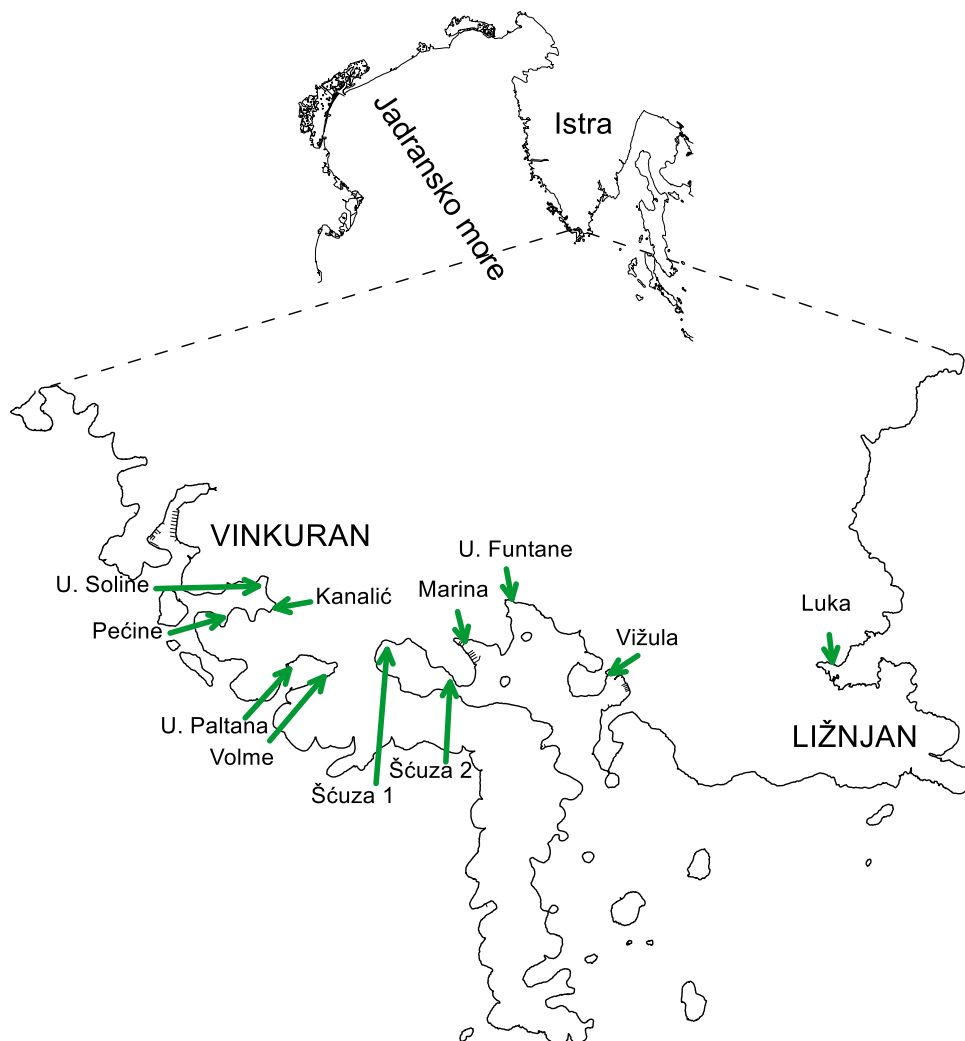 Istra
Jadransko more
VINKURAN
U. Funtane
U. Soline
Kanalić
Marina
Luka
Pećine
Vižula
U. Paltana
LIŽNJAN
Volme
Šćuza 2
Šćuza 1